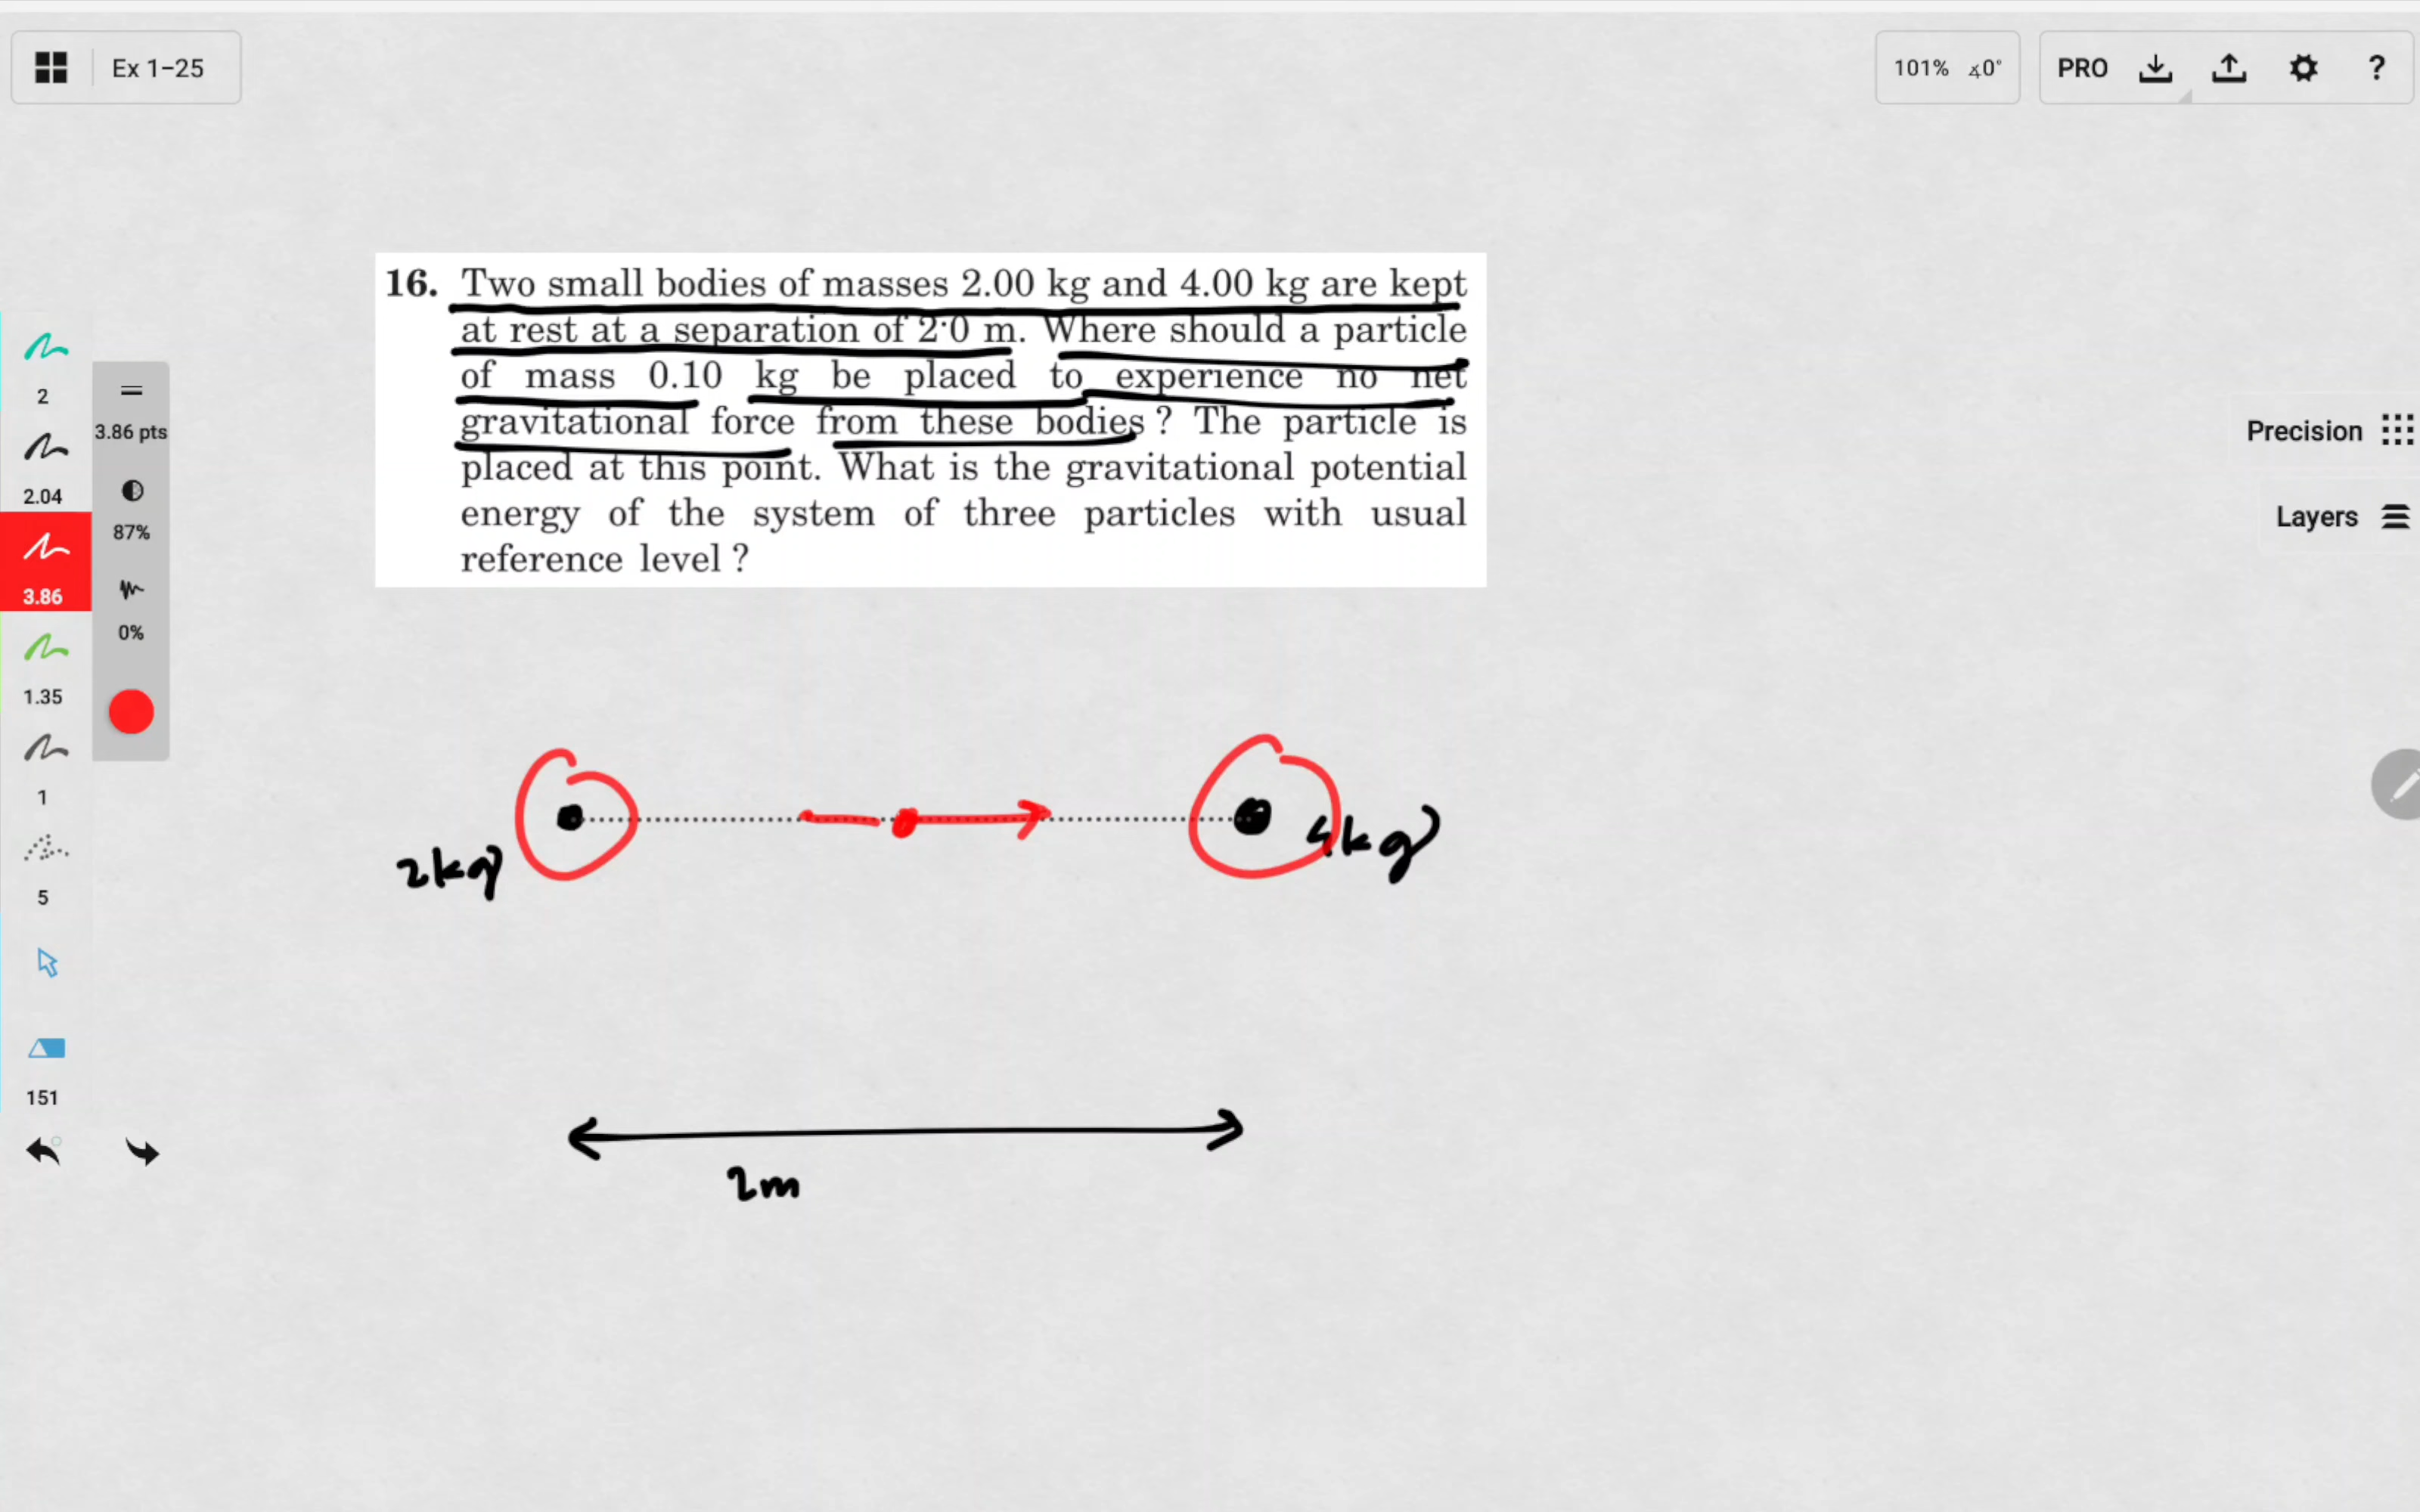 Ex 1-25
101% ∡0°
PRO
?
16. Two small bodies of masses 2.00 kg and 4.00 kg are kept
at rest at a separation of 2·0 m. Where should a particle
of mass 0.10 kg be placed to experience no net
gravitational force from these bodies ? The particle is
placed at this point. What is the gravitational potential
energy of the system of three particles with usual
reference level ?
2
2.04
3.86
1.35
1
5
151
3.86 pts
87%
0%
Precision
Layers
2kg
4kg
2m